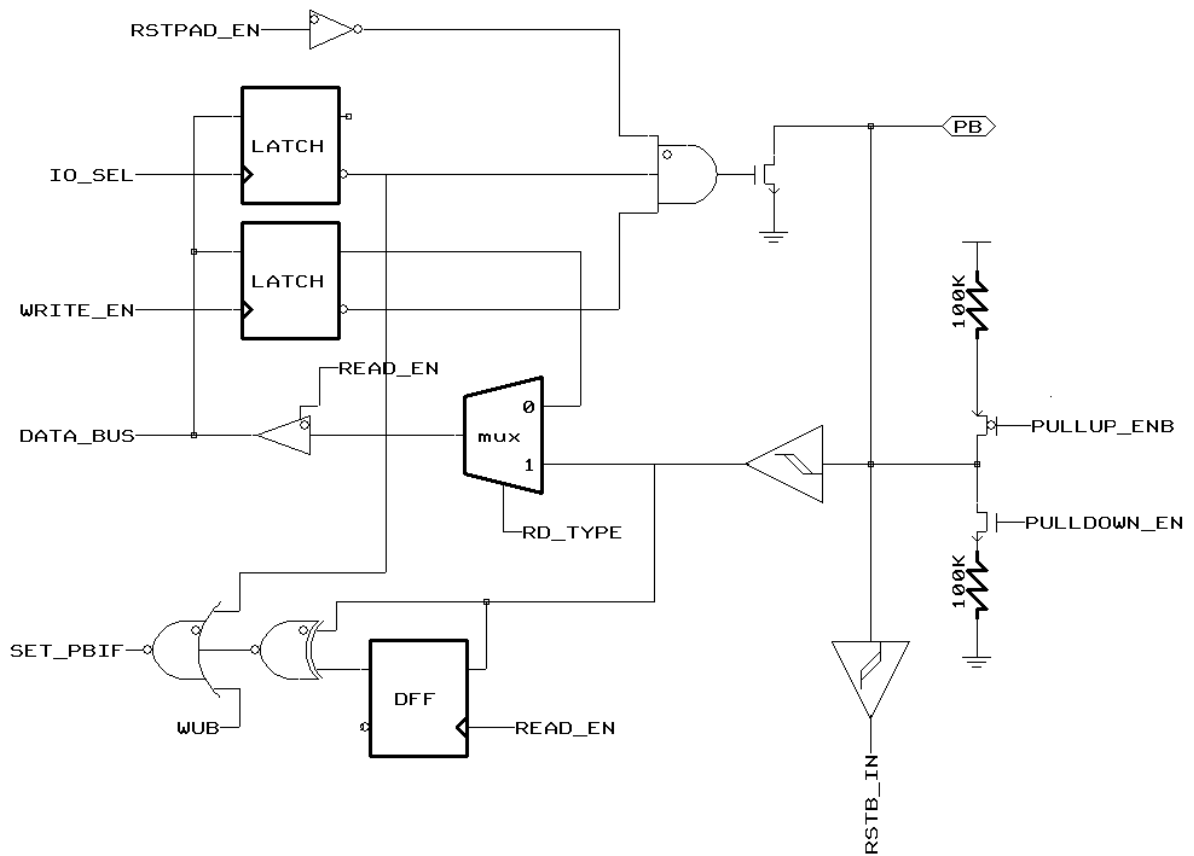 RSTPAD_EN
LATCH
IO_SEL
PB
LATCH
WRITE_EN
100K
READ_EN
DATA_BUS
0
mux
1
RD_TYPE
PULLUP_ENB
PULLDOWN_EN
100K
SET_PBIF
WUB
DFF
READ_EN
RSTB_IN